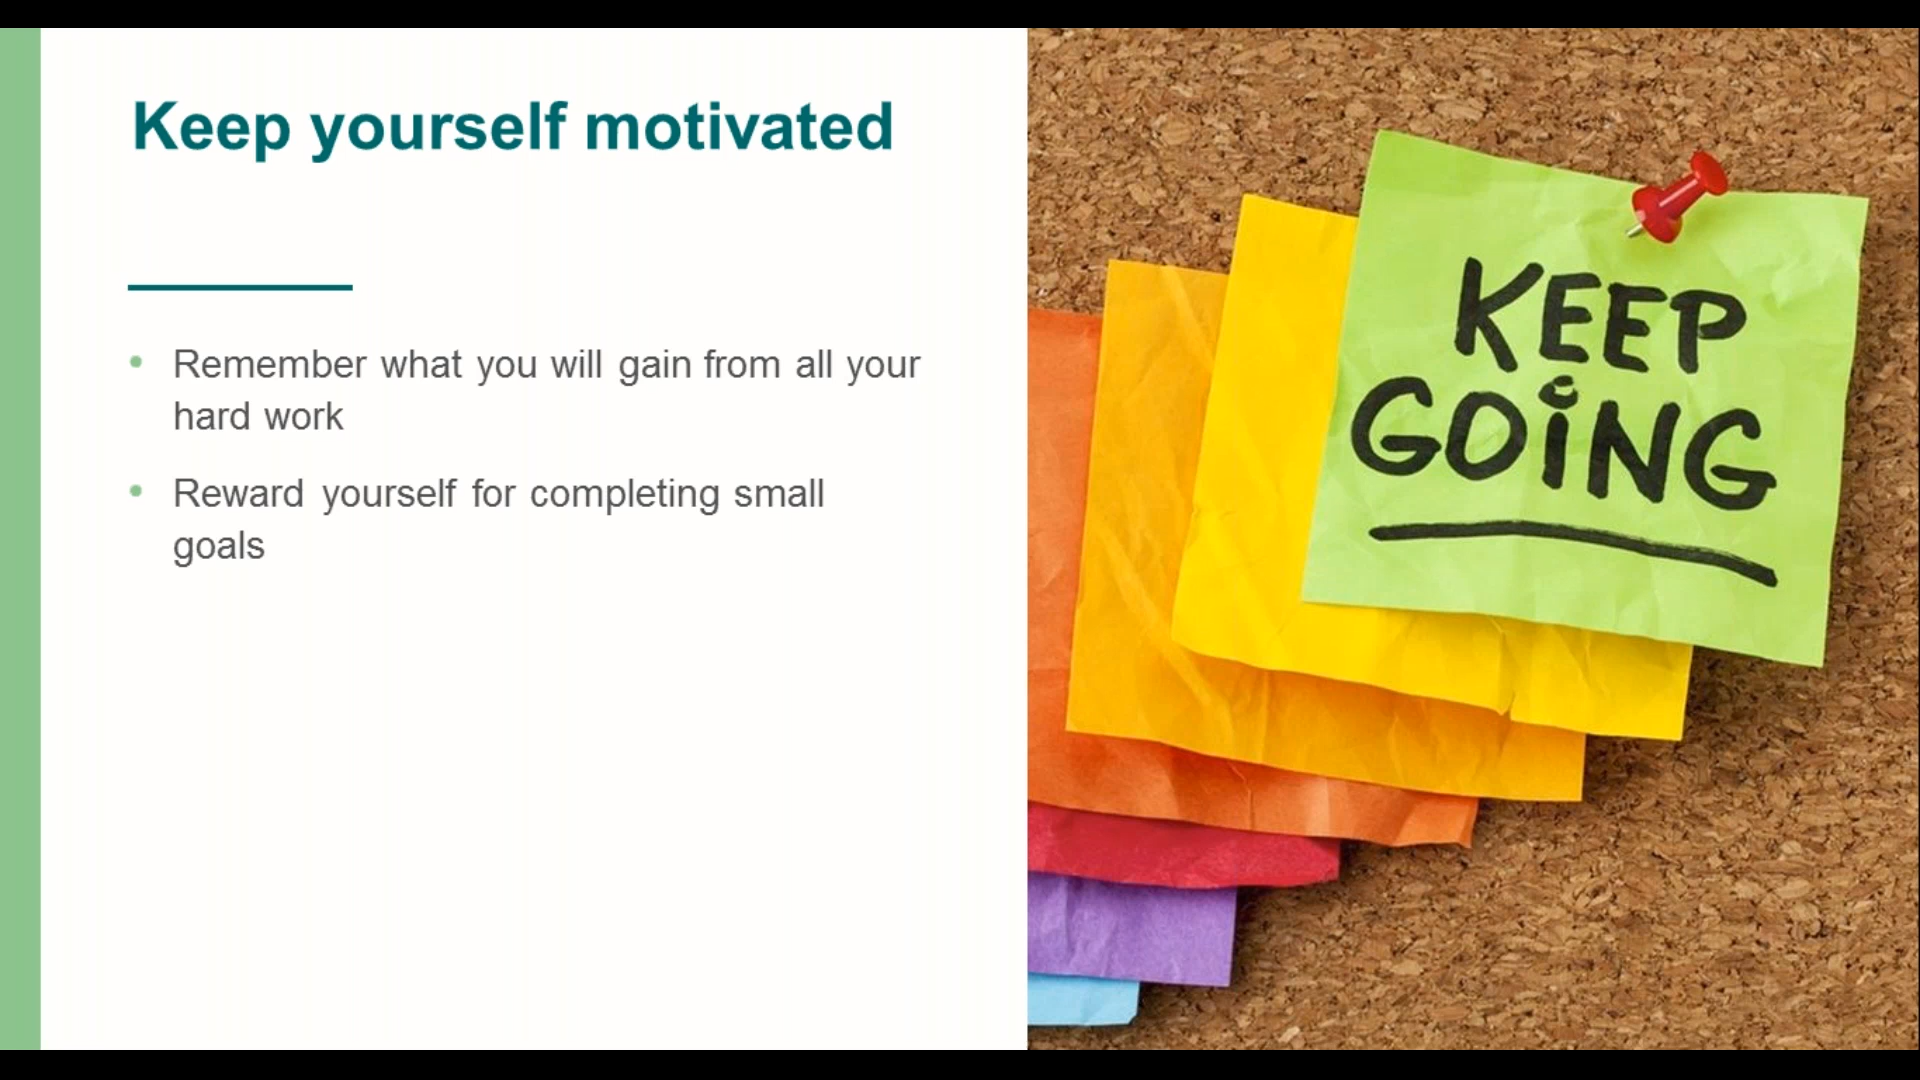 Keep yourself motivated
• Remember what you will gain from all your
hard work
• Reward yourself for completing small
goals
KEEP
GOING